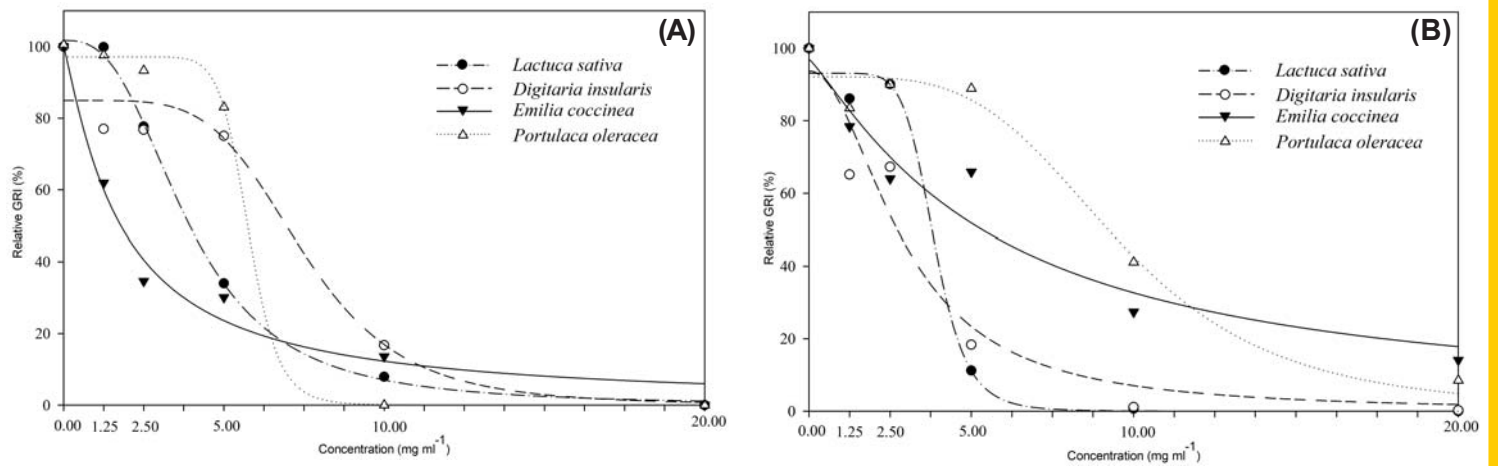 (A)
100
80
60
40
20
0
Relative GRI (%)
Lactuca sativa
Digitaria insularis
Emilia coccinea
Portulaca oleracea
0.00 1.25 2.50 5.00 10.00 20.00
Concentration (mg ml⁻¹)
(B)
100
80
60
40
20
0
Relative GRI (%)
Lactuca sativa
Digitaria insularis
Emilia coccinea
Portulaca oleracea
0.00 1.25 2.50 5.00 10.00 20.00
Concentration (mg ml⁻¹)